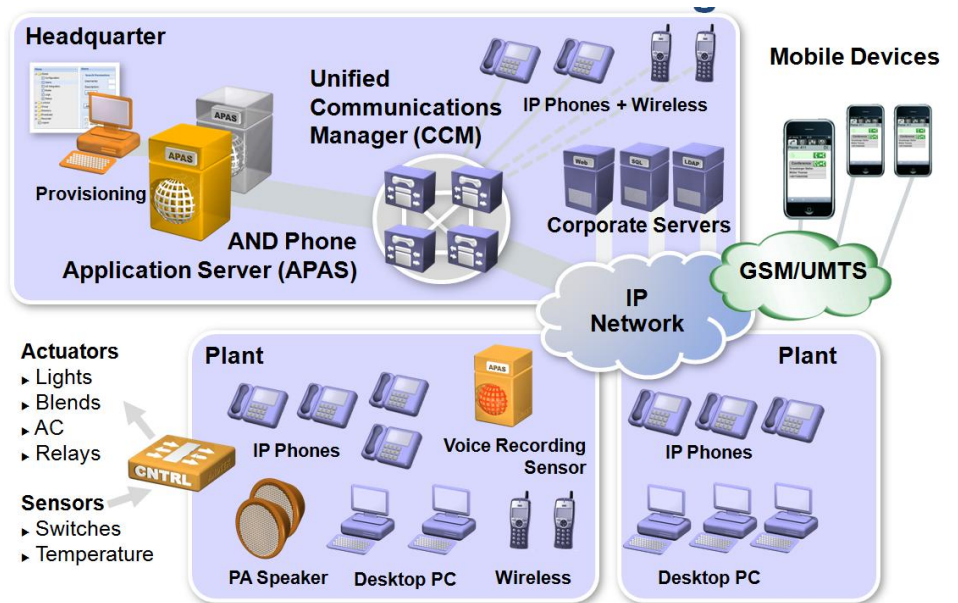 Headquarter
Unified
Communications
Manager (CCM)
IP Phones + Wireless
Mobile Devices
APAS
APAS
Provisioning
Web
SQL
LDAP
Corporate Servers
AND Phone
Application Server (APAS)
GSM/UMTS
IP
Network
Actuators
▸ Lights
▸ Blends
▸ AC
▸ Relays
CNTRL
Sensors
▸ Switches
▸ Temperature
Plant
APAS
IP Phones
Voice Recording
Sensor
PA Speaker
Desktop PC
Wireless
Plant
IP Phones
Desktop PC